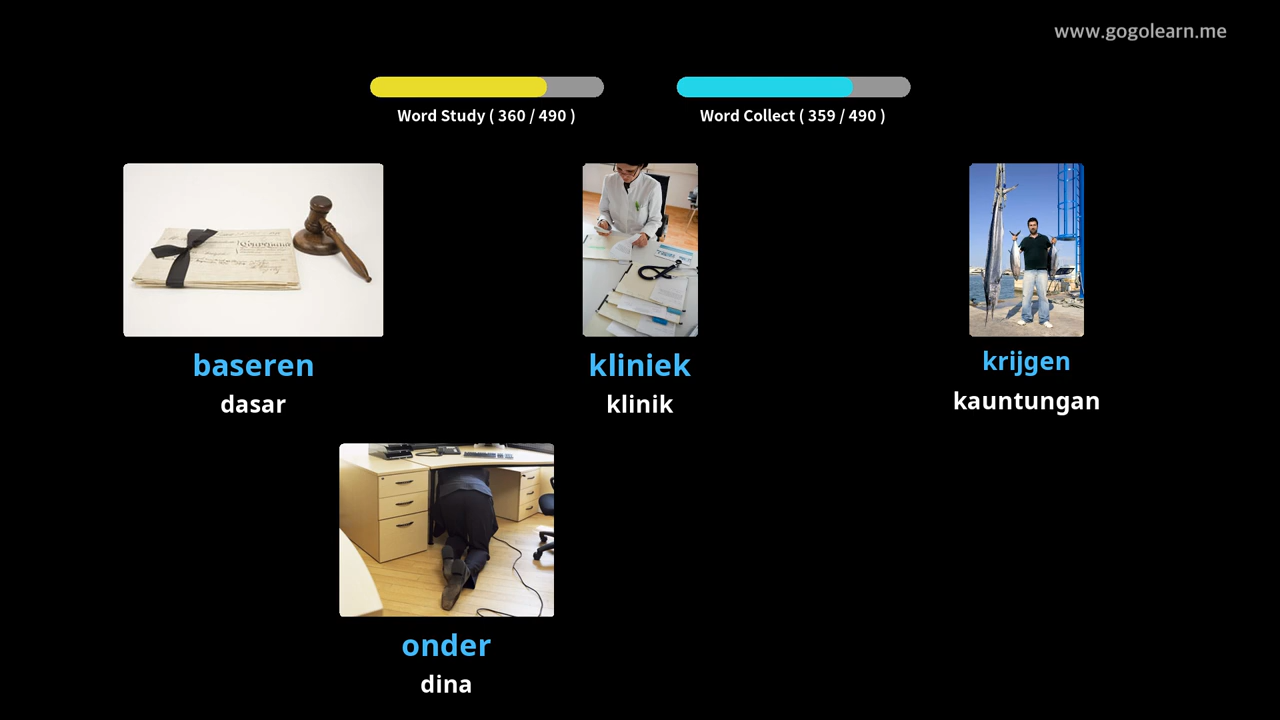 www.gogolearn.me
Word Study ( 360 / 490 )
Word Collect ( 359 / 490 )
baseren
dasar
kliniek
klinik
krijgen
kauntungan
onder
dina